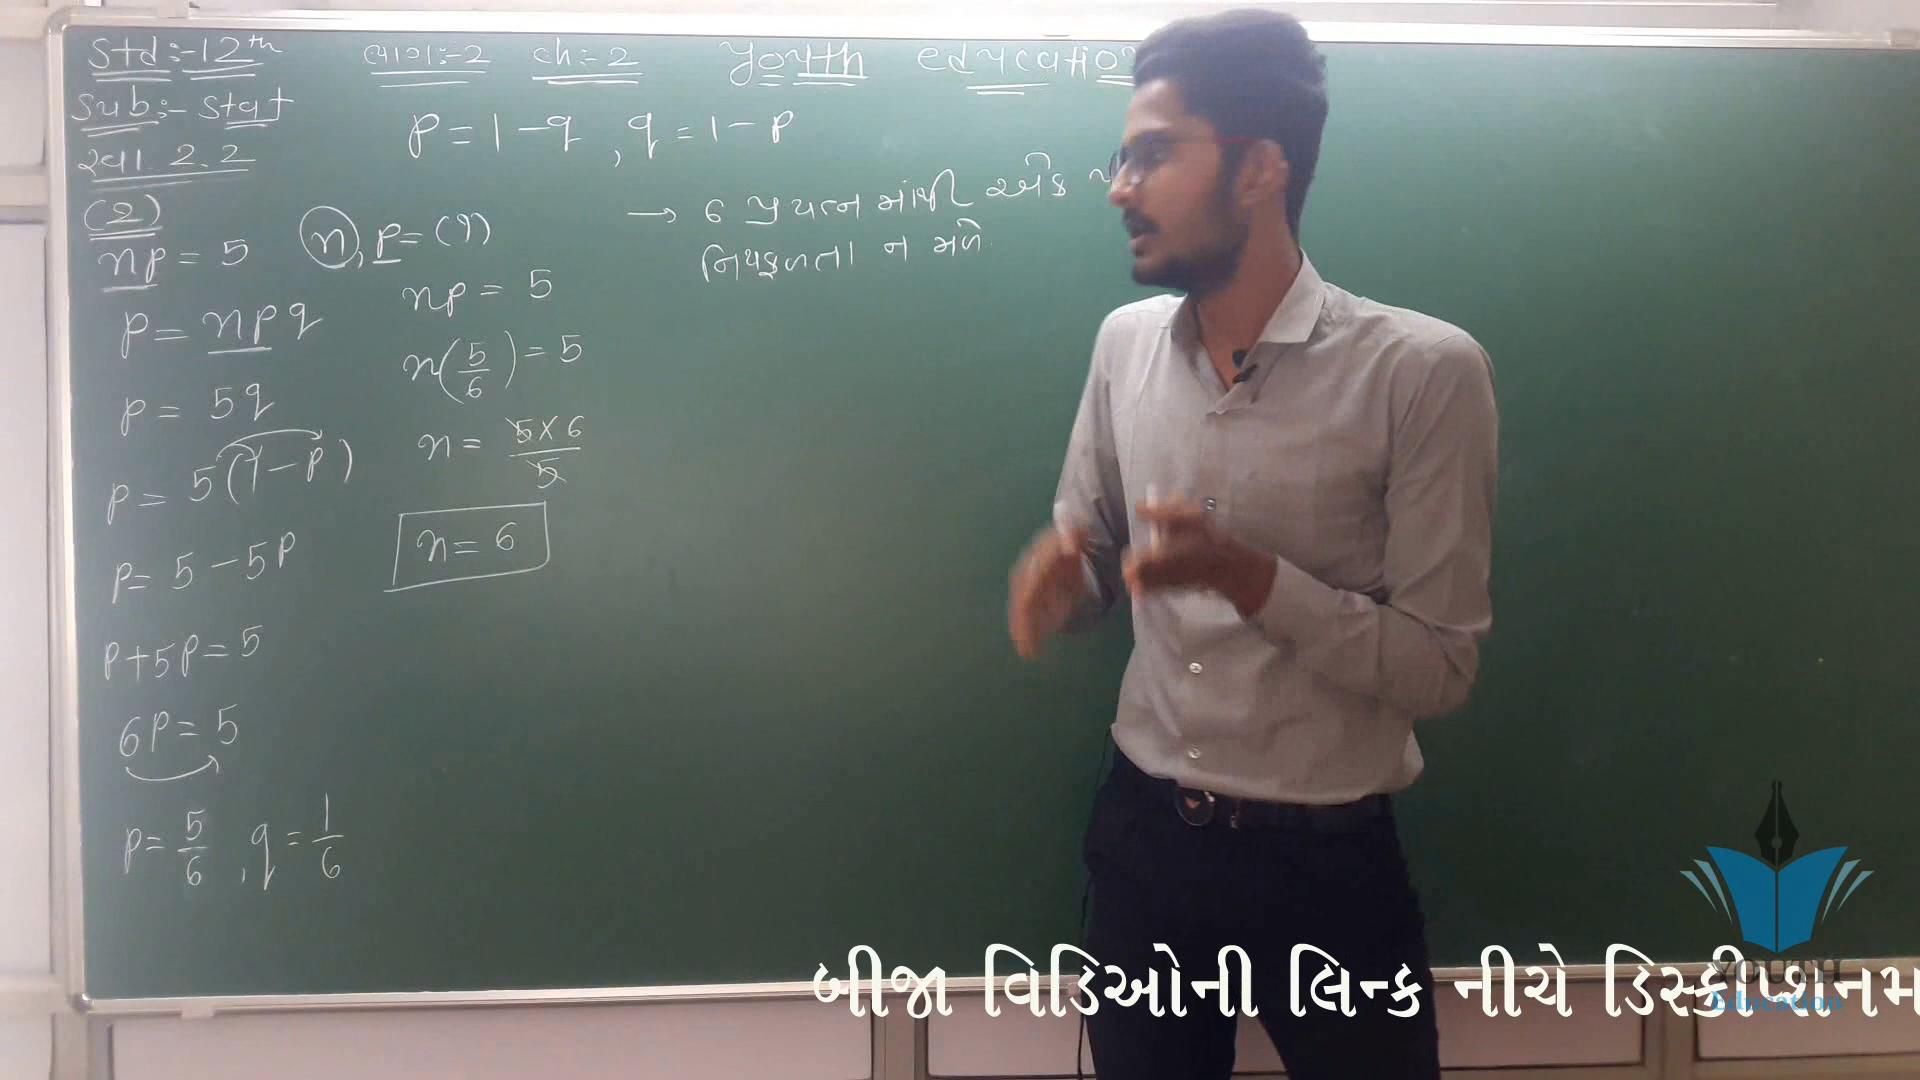 Std:-12th ભાગ:-2 ch:-2 Youth education
Sub:- Stat
સ્વા. 2.2
p = 1 - q , q = 1 - p
(2)
np = 5
p = npq
p = 5q
p = 5(1-p)
p = 5 - 5p
p + 5p = 5
6p = 5
p = 5/6 , q = 1/6
n, p = (?)
np = 5
n(5/6) = 5
n = 5×6/5
n = 6
→ 6 પ્રયત્ન માંથી એક
નિષ્ફળતા ન મળે.
બીજા વિડિઓની લિન્ક નીચે ડિસ્ક્રીપ્શનમ
YOUTH
Education